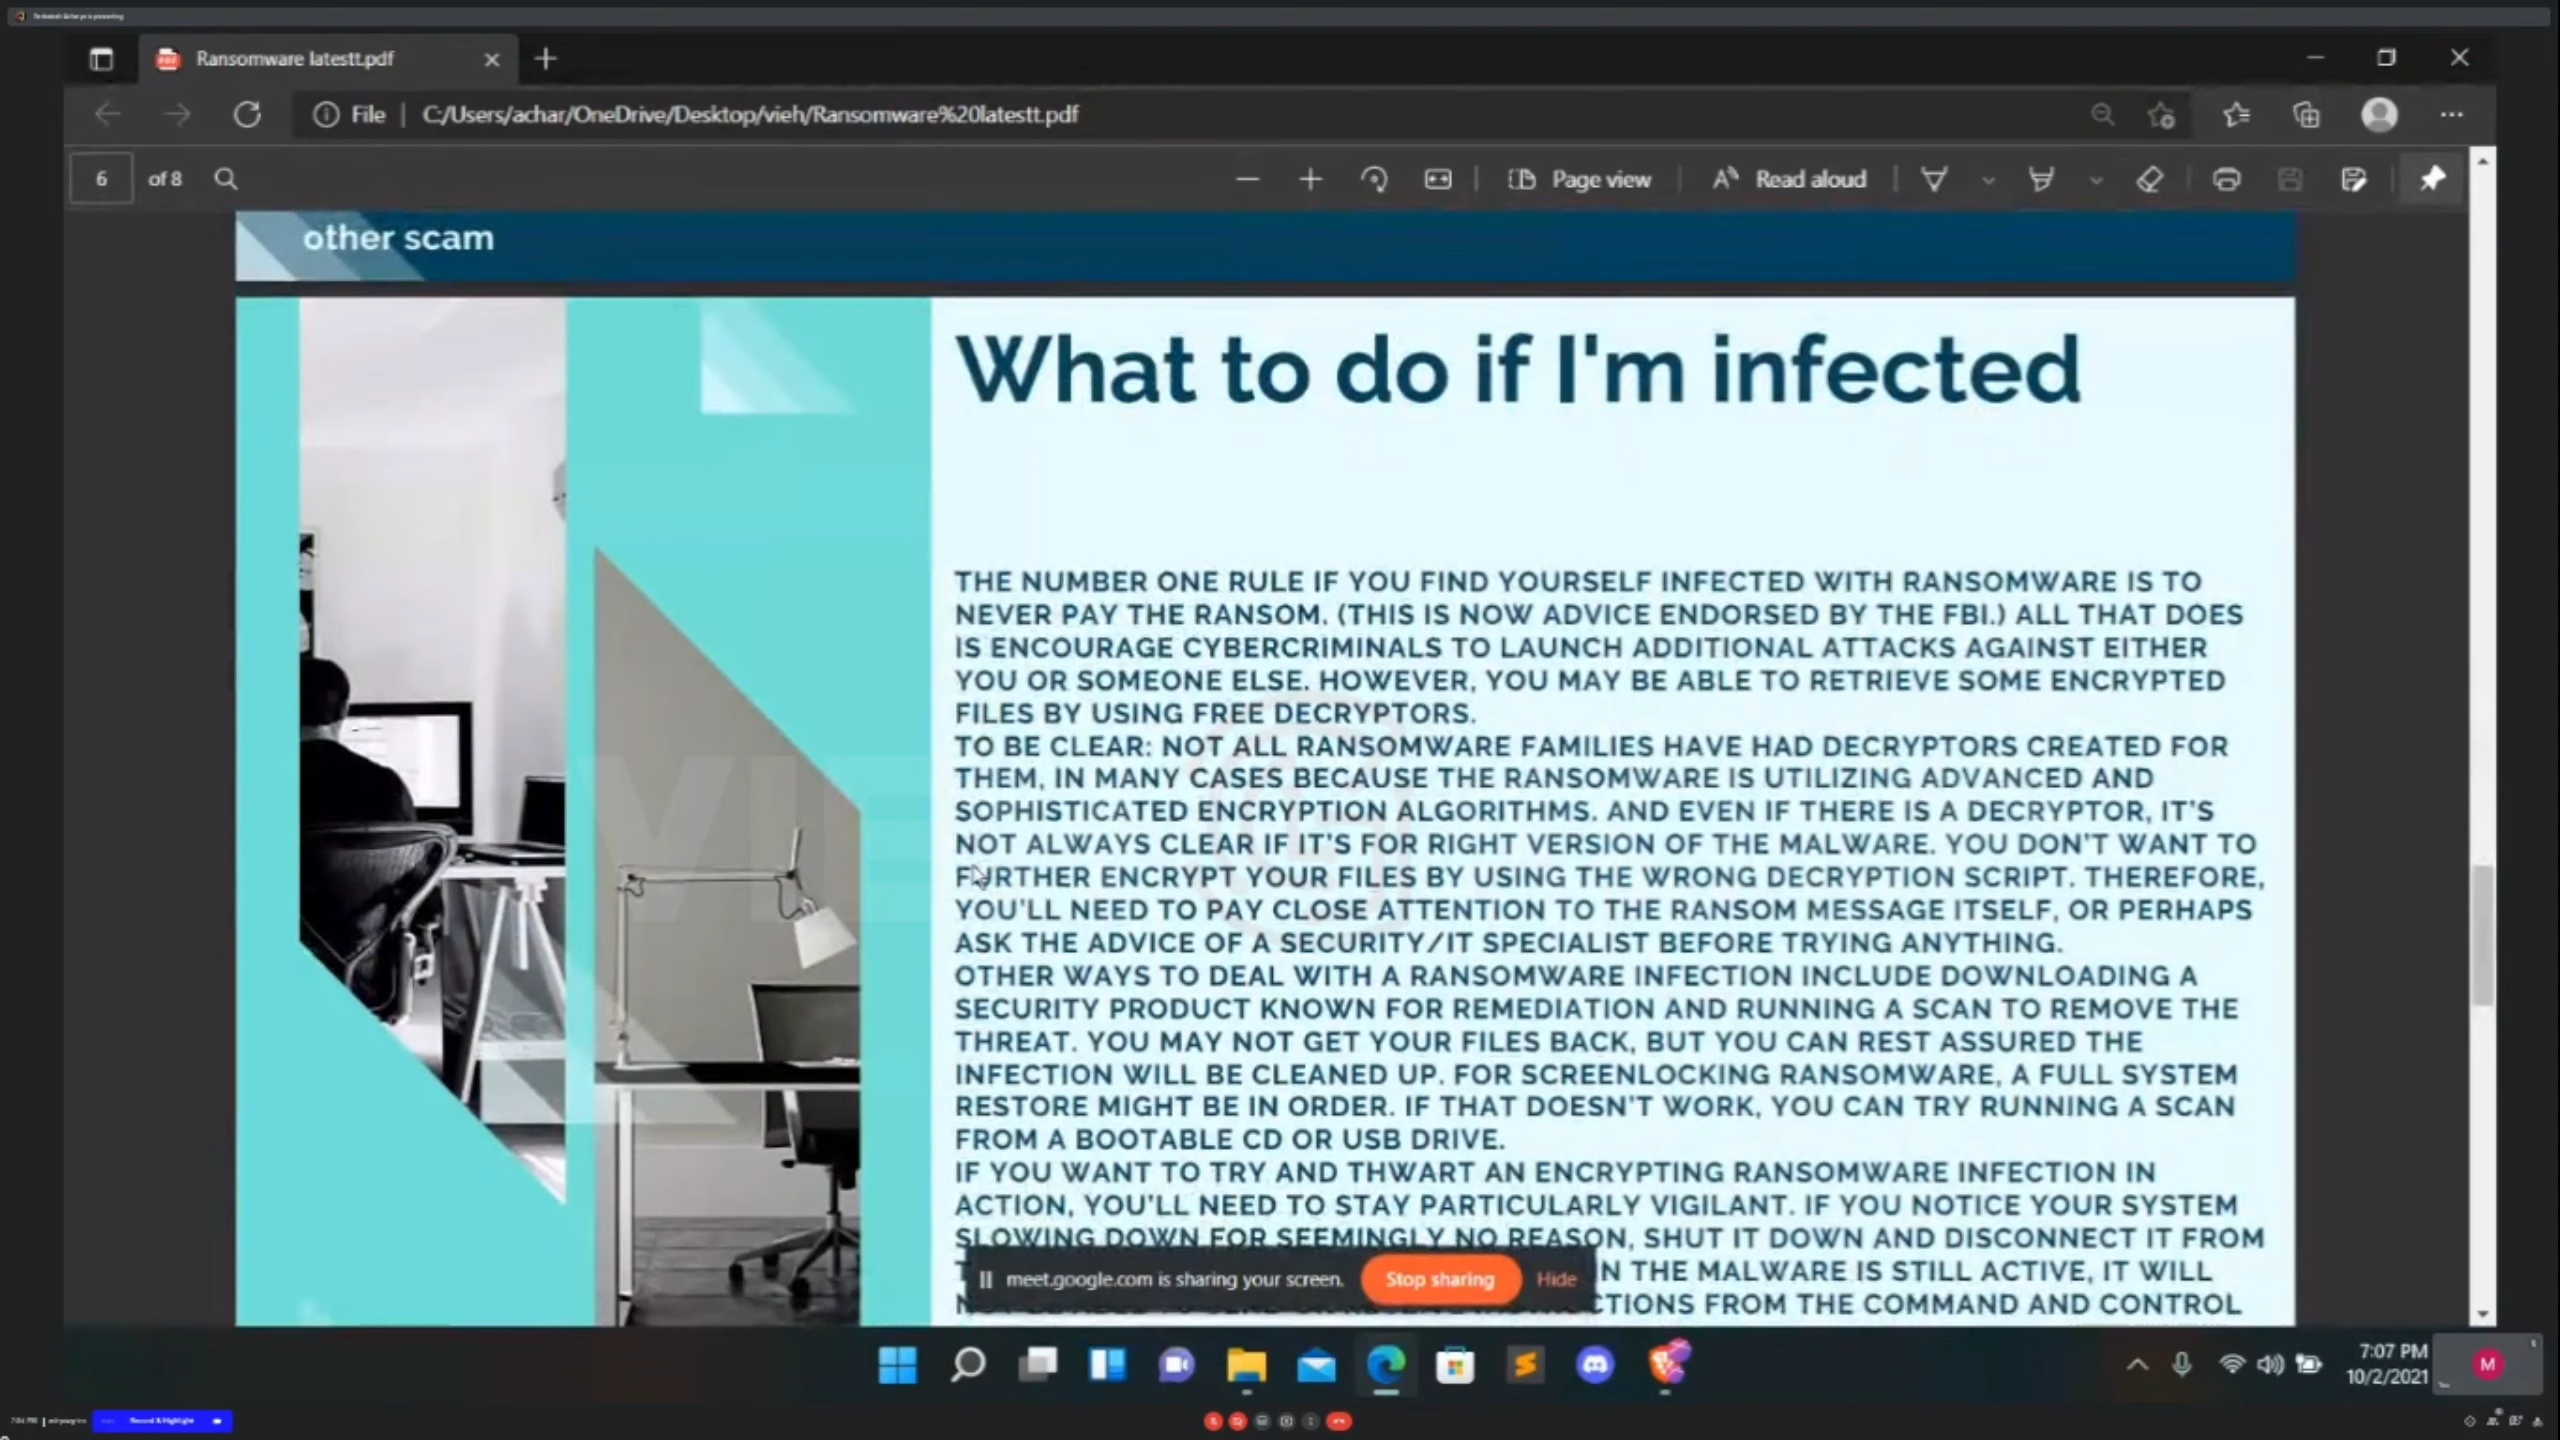 Ransomware latestt.pdf
File | C:/Users/achar/OneDrive/Desktop/vieh/Ransomware%20latestt.pdf
6 of 8
Page view
Read aloud
other scam
What to do if I'm infected
THE NUMBER ONE RULE IF YOU FIND YOURSELF INFECTED WITH RANSOMWARE IS TO
NEVER PAY THE RANSOM. (THIS IS NOW ADVICE ENDORSED BY THE FBI.) ALL THAT DOES
IS ENCOURAGE CYBERCRIMINALS TO LAUNCH ADDITIONAL ATTACKS AGAINST EITHER
YOU OR SOMEONE ELSE. HOWEVER, YOU MAY BE ABLE TO RETRIEVE SOME ENCRYPTED
FILES BY USING FREE DECRYPTORS.
TO BE CLEAR: NOT ALL RANSOMWARE FAMILIES HAVE HAD DECRYPTORS CREATED FOR
THEM, IN MANY CASES BECAUSE THE RANSOMWARE IS UTILIZING ADVANCED AND
SOPHISTICATED ENCRYPTION ALGORITHMS. AND EVEN IF THERE IS A DECRYPTOR, IT'S
NOT ALWAYS CLEAR IF IT'S FOR RIGHT VERSION OF THE MALWARE. YOU DON'T WANT TO
FURTHER ENCRYPT YOUR FILES BY USING THE WRONG DECRYPTION SCRIPT. THEREFORE,
YOU'LL NEED TO PAY CLOSE ATTENTION TO THE RANSOM MESSAGE ITSELF, OR PERHAPS
ASK THE ADVICE OF A SECURITY/IT SPECIALIST BEFORE TRYING ANYTHING.
OTHER WAYS TO DEAL WITH A RANSOMWARE INFECTION INCLUDE DOWNLOADING A
SECURITY PRODUCT KNOWN FOR REMEDIATION AND RUNNING A SCAN TO REMOVE THE
THREAT. YOU MAY NOT GET YOUR FILES BACK, BUT YOU CAN REST ASSURED THE
INFECTION WILL BE CLEANED UP. FOR SCREENLOCKING RANSOMWARE, A FULL SYSTEM
RESTORE MIGHT BE IN ORDER. IF THAT DOESN'T WORK, YOU CAN TRY RUNNING A SCAN
FROM A BOOTABLE CD OR USB DRIVE.
IF YOU WANT TO TRY AND THWART AN ENCRYPTING RANSOMWARE INFECTION IN
ACTION, YOU'LL NEED TO STAY PARTICULARLY VIGILANT. IF YOU NOTICE YOUR SYSTEM
SLOWING DOWN FOR SEEMINGLY NO REASON, SHUT IT DOWN AND DISCONNECT IT FROM
THE MALWARE IS STILL ACTIVE, IT WILL
FROM THE COMMAND AND CONTROL
meet.google.com is sharing your screen. Stop sharing Hide
7:07 PM
10/2/2021
M
Record & Highlight